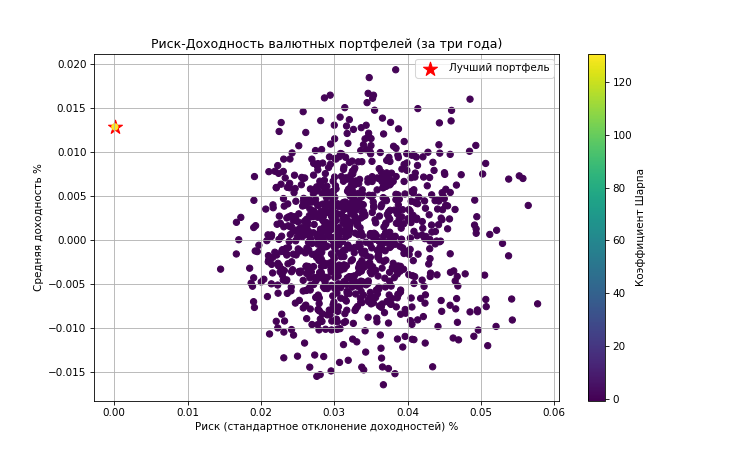 Риск-Доходность валютных портфелей (за три года)
Лучший портфель
0.020
0.015
0.010
0.005
0.000
−0.005
−0.010
−0.015
Средняя доходность %
0.00 0.01 0.02 0.03 0.04 0.05 0.06
Риск (стандартное отклонение доходностей) %
120
100
80
60
40
20
0
Коэффициент Шарпа